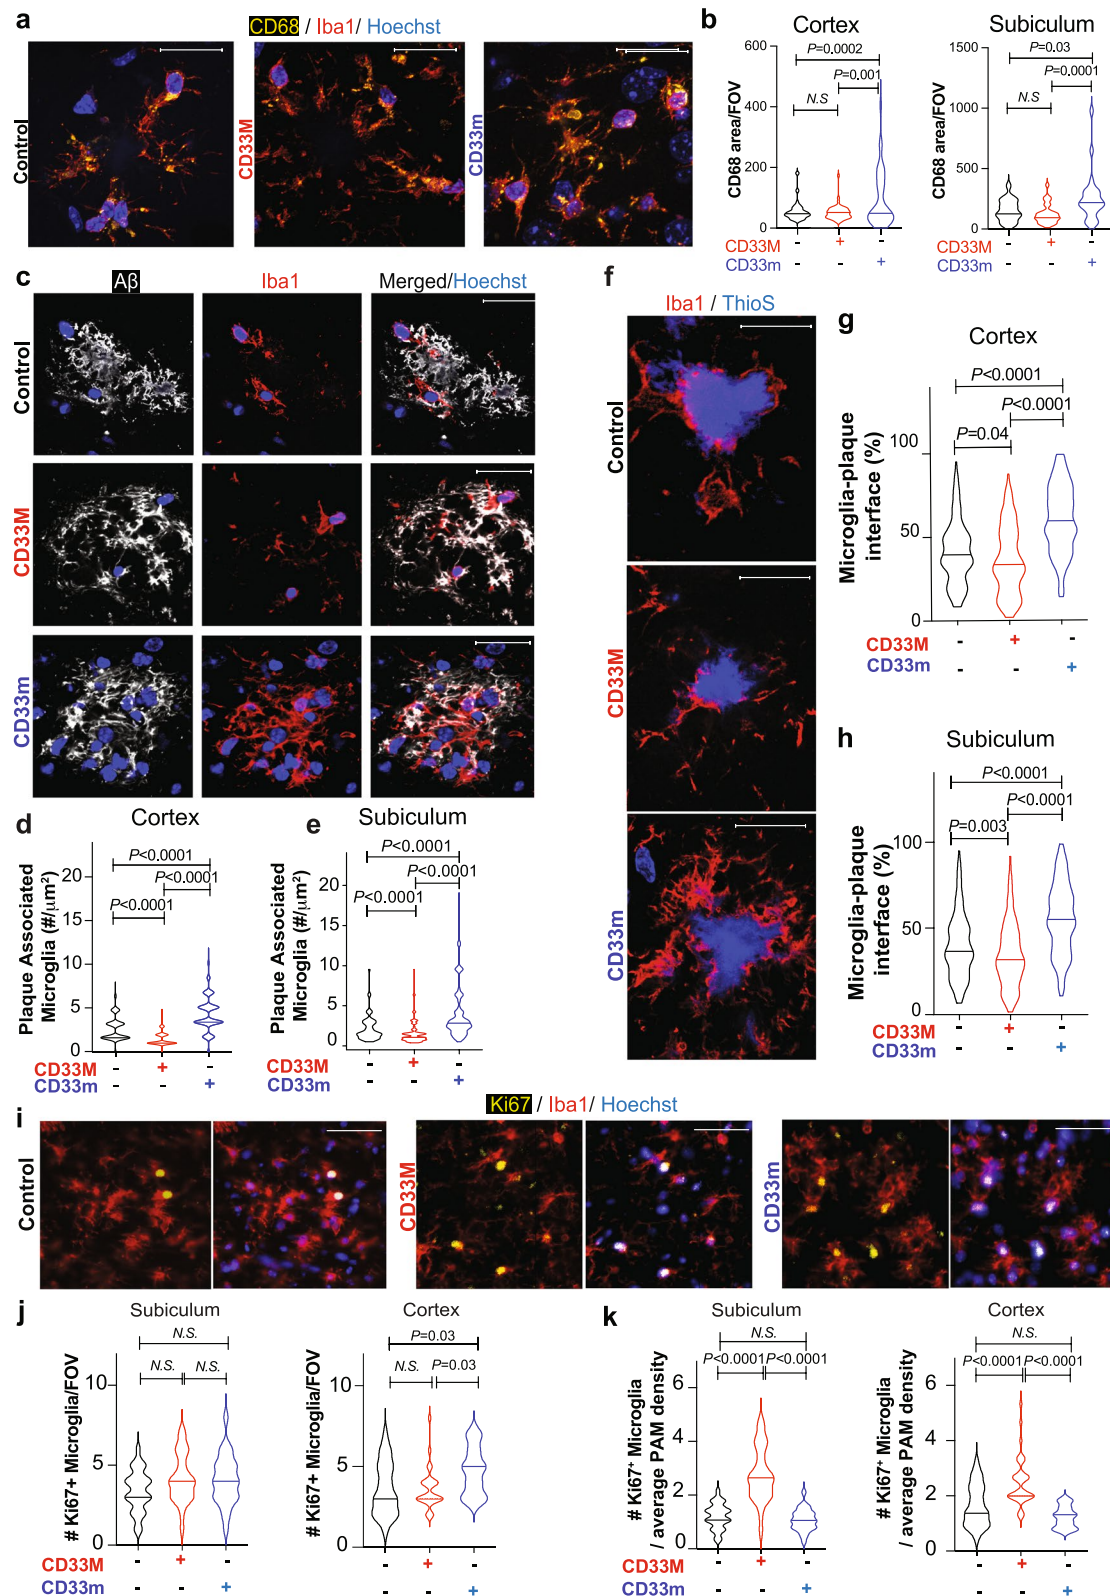 a
CD68 / Iba1/ Hoechst
Control
CD33M
CD33m
b
Cortex
Subiculum
P=0.0002
P=0.001
N.S
CD68 area/FOV
600
400
200
0
P=0.03
P=0.0001
N.S
CD68 area/FOV
1500
1000
500
0
CD33M - + - - + -
CD33m - - + - - +
c
Aβ
Iba1
Merged/Hoechst
Control
CD33M
CD33m
d
Cortex
P<0.0001
P<0.0001
P<0.0001
Plaque Associated
Microglia (#/μm²)
20
15
10
5
0
e
Subiculum
P<0.0001
P<0.0001
P<0.0001
Plaque Associated
Microglia (#/μm²)
20
15
10
5
0
CD33M - + - - + -
CD33m - - + - - +
f
Iba1 / ThioS
Control
CD33M
CD33m
g
Cortex
P<0.0001
P<0.0001
P=0.04
Microglia-plaque
interface (%)
100
50
0
CD33M - + -
CD33m - - +
h
Subiculum
P<0.0001
P<0.0001
P=0.003
Microglia-plaque
interface (%)
100
50
0
CD33M - + -
CD33m - - +
i
Ki67 / Iba1/ Hoechst
Control
CD33M
CD33m
j
Subiculum
N.S.
N.S.
N.S.
# Ki67+ Microglia/FOV
10
5
0
Cortex
P=0.03
N.S.
P=0.03
# Ki67+ Microglia/FOV
10
5
0
CD33M - + - - + -
CD33m - - + - - +
k
Subiculum
N.S.
P<0.0001
P<0.0001
# Ki67⁺ Microglia
/ average PAM density
6
4
2
0
Cortex
N.S.
P<0.0001
P<0.0001
# Ki67⁺ Microglia
/ average PAM density
6
4
2
0
CD33M - + - - + -
CD33m - - + - - +